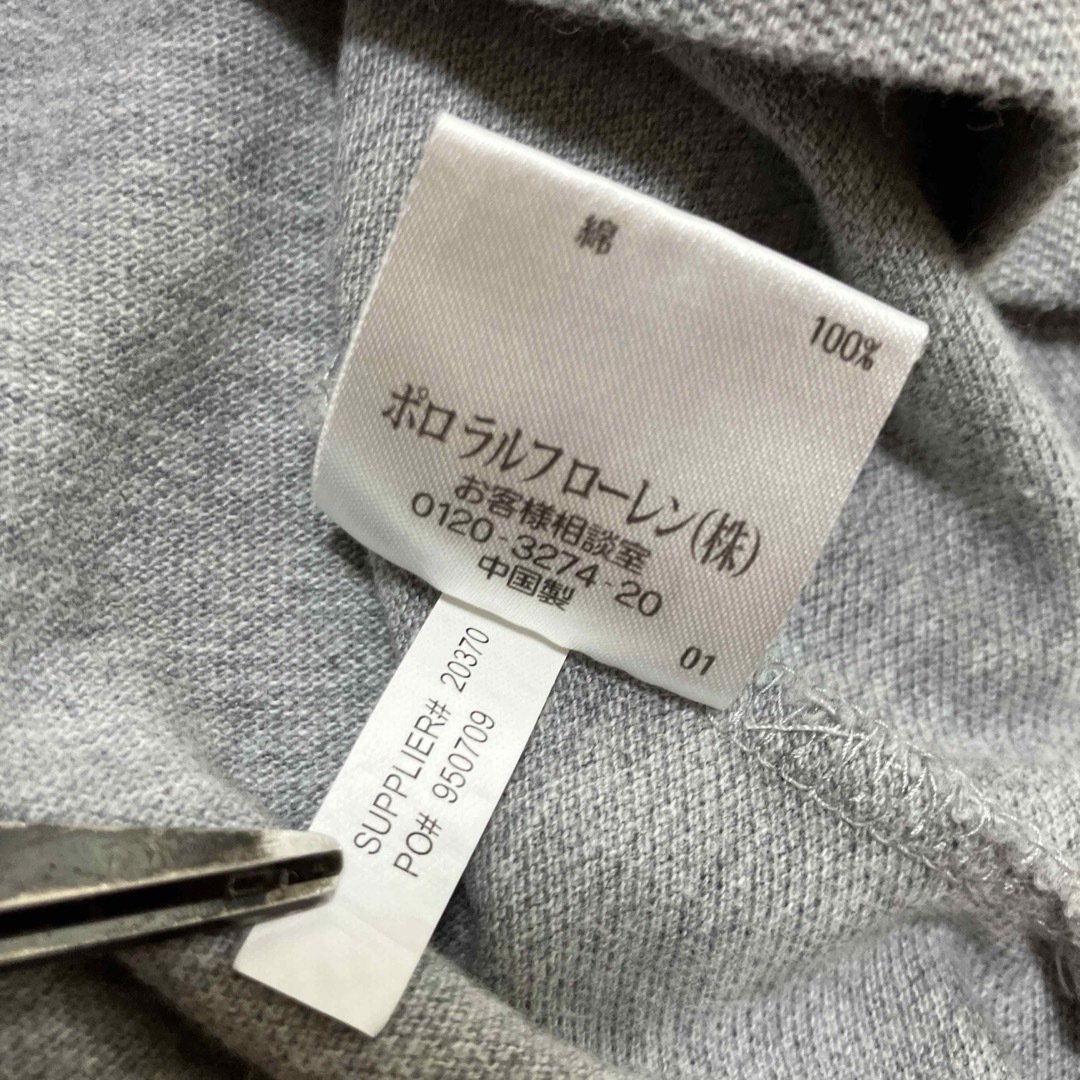 綿
100%
ポロ ラルフローレン(株)
お客様相談室
0120-3274-20
中国製
01
SUPPLIER# 20370
PO# 950709